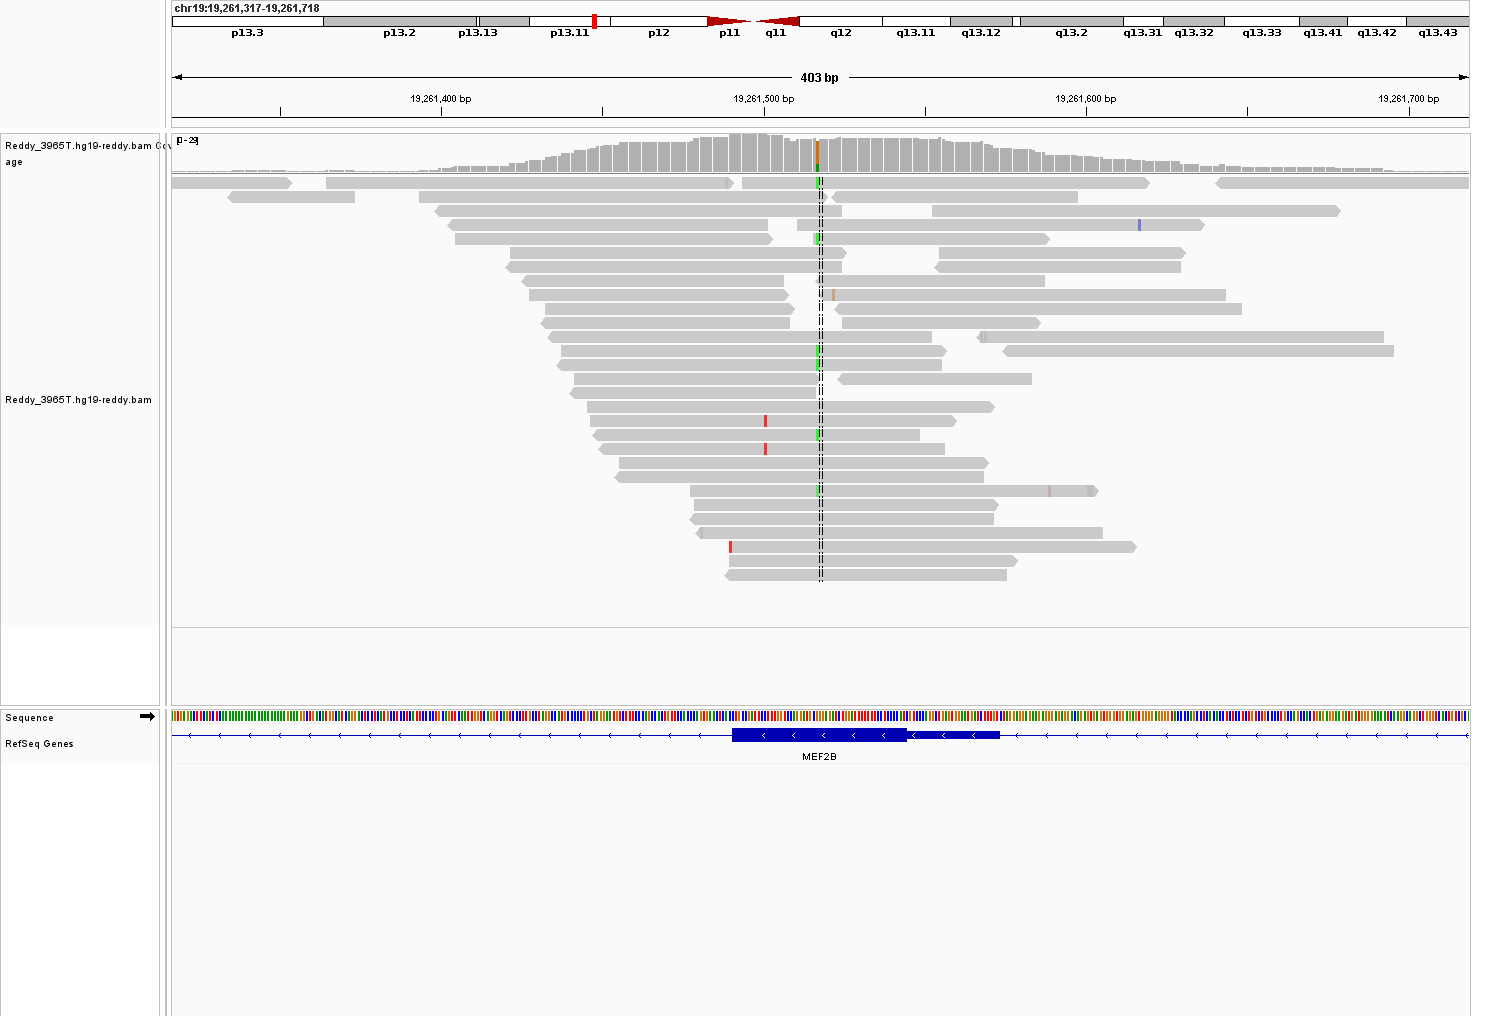 chr19:19,261,317-19,261,718
p13.3 p13.2 p13.13 p13.11 p12 p11 q11 q12 q13.11 q13.12 q13.2 q13.31 q13.32 q13.33 q13.41 q13.42 q13.43
403 bp
19,261,400 bp 19,261,500 bp 19,261,600 bp 19,261,700 bp
[0-29]
Reddy_3965T.hg19-reddy.bam Cov
age
Reddy_3965T.hg19-reddy.bam
Sequence
RefSeq Genes
MEF2B